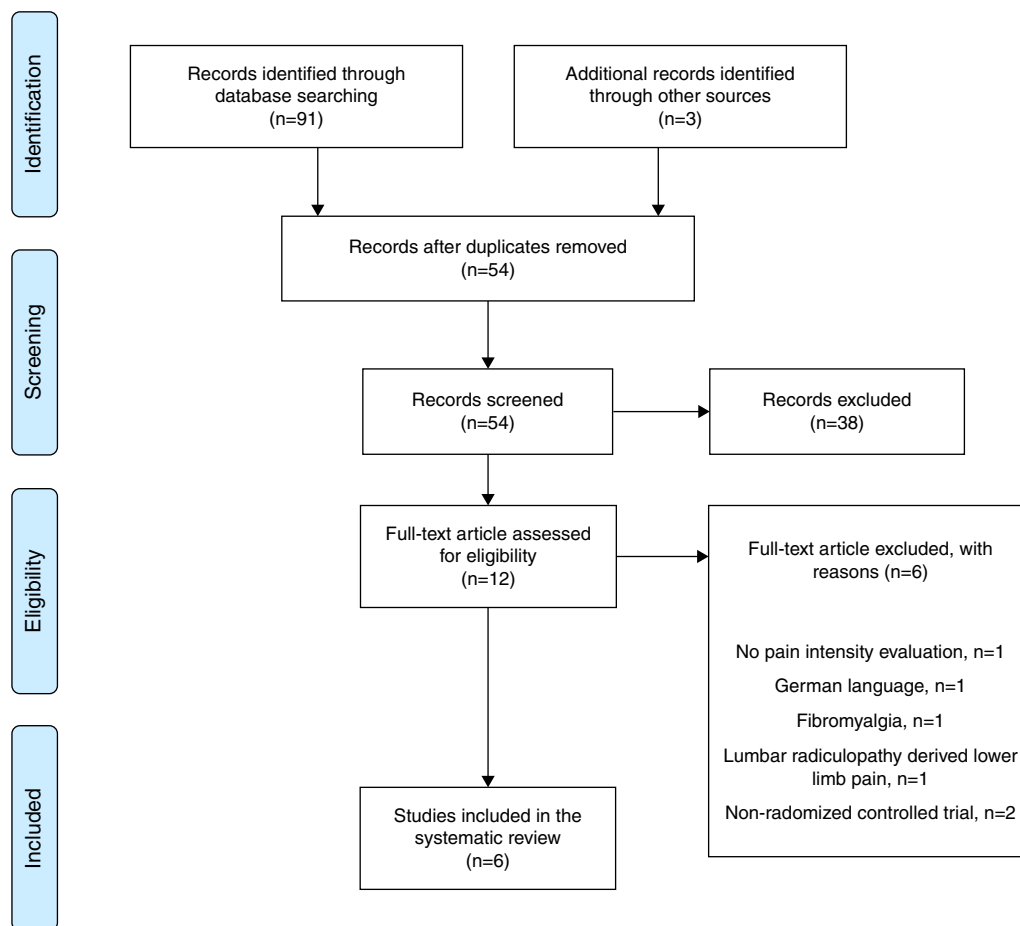 Identification
Records identified through
database searching
(n=91)
Additional records identified
through other sources
(n=3)
Records after duplicates removed
(n=54)
Screening
Records screened
(n=54)
Records excluded
(n=38)
Eligibility
Full-text article assessed
for eligibility
(n=12)
Full-text article excluded, with
reasons (n=6)
No pain intensity evaluation, n=1
German language, n=1
Fibromyalgia, n=1
Lumbar radiculopathy derived lower
limb pain, n=1
Non-radomized controlled trial, n=2
Included
Studies included in the
systematic review
(n=6)